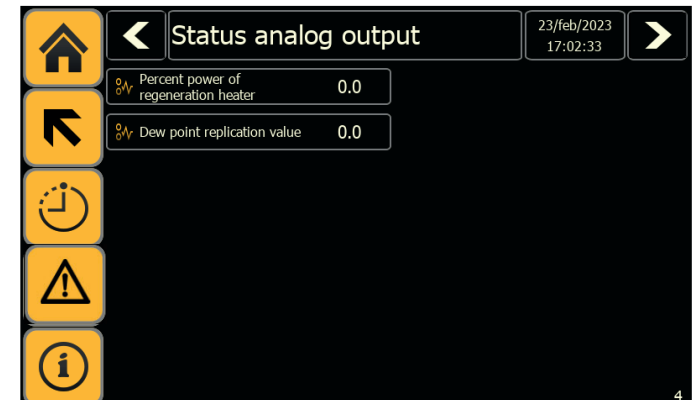 Status analog output
23/feb/2023
17:02:33
Percent power of
regeneration heater
0.0
Dew point replication value
0.0
4